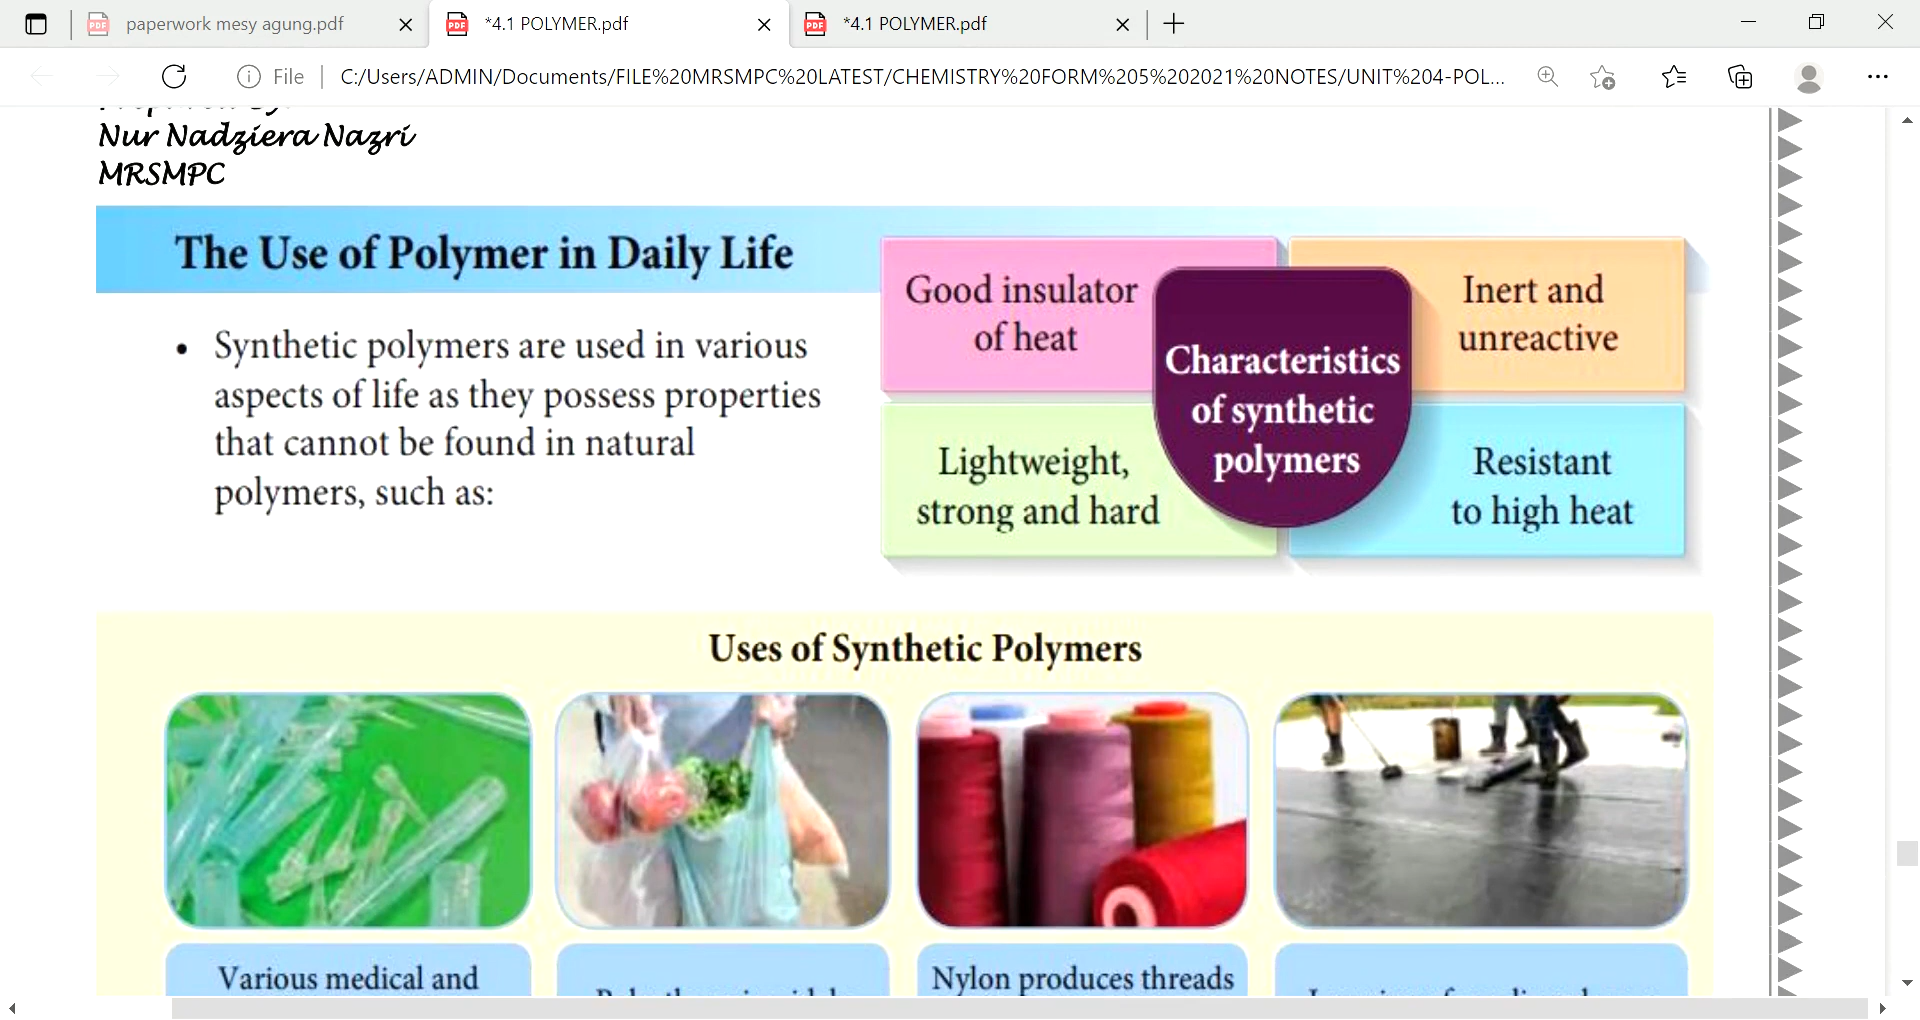 paperwork mesy agung.pdf
*4.1 POLYMER.pdf
*4.1 POLYMER.pdf
File
C:/Users/ADMIN/Documents/FILE%20MRSMPC%20LATEST/CHEMISTRY%20FORM%205%202021%20NOTES/UNIT%204-POL...
Nur Nadziera Nazri
MRSMPC
The Use of Polymer in Daily Life
• Synthetic polymers are used in various
aspects of life as they possess properties
that cannot be found in natural
polymers, such as:
Good insulator
of heat
Inert and
unreactive
Characteristics
of synthetic
polymers
Lightweight,
strong and hard
Resistant
to high heat
Uses of Synthetic Polymers
Various medical and
Nylon produces threads